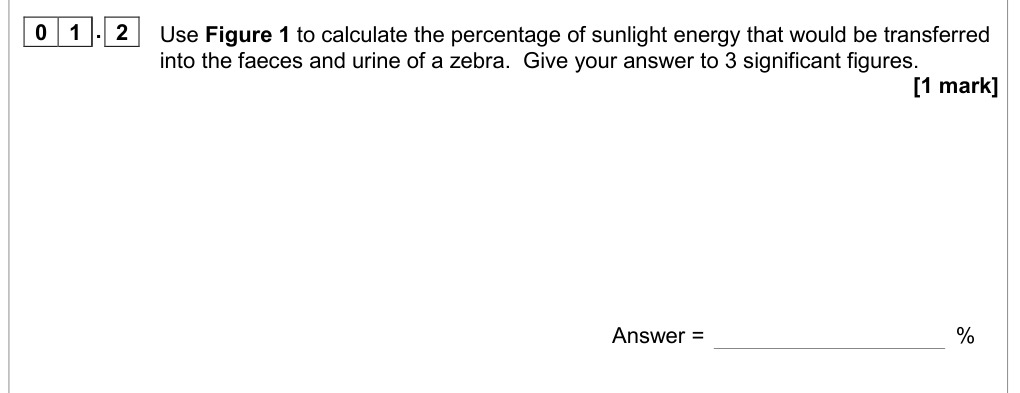 0 1 . 2 Use Figure 1 to calculate the percentage of sunlight energy that would be transferred
into the faeces and urine of a zebra. Give your answer to 3 significant figures.
[1 mark]
Answer = %